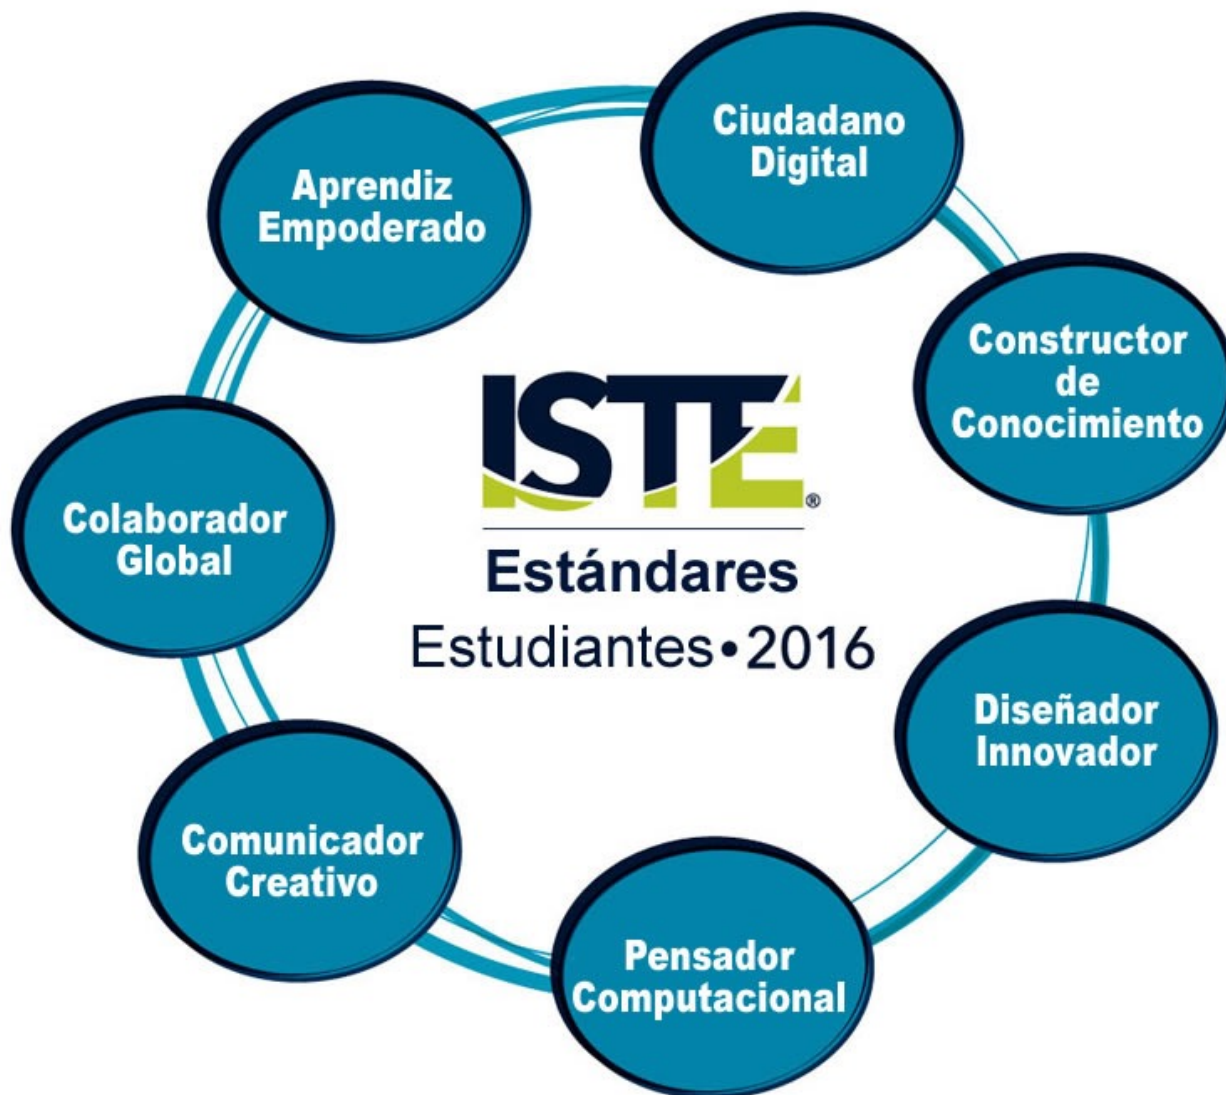 Ciudadano
Digital
Aprendiz
Empoderado
Constructor
de
Conocimiento
ISTE®
Colaborador
Global
Estándares
Estudiantes•2016
Diseñador
Innovador
Comunicador
Creativo
Pensador
Computacional